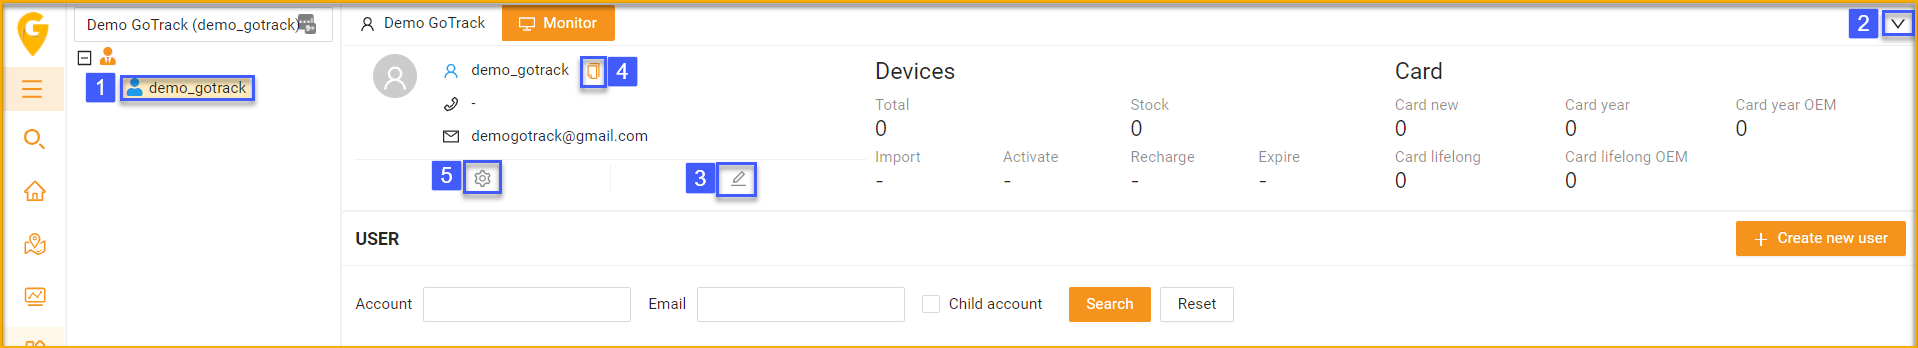 G
Demo GoTrack (demo_gotrack)
1 demo_gotrack
Demo GoTrack
Monitor
2
demo_gotrack
4
-
demogotrack@gmail.com
5
3
Devices
Total Stock
0 0
Import Activate Recharge Expire
- - - -
Card
Card new Card year Card year OEM
0 0 0
Card lifelong Card lifelong OEM
0 0
USER
+ Create new user
Account Email Child account Search Reset